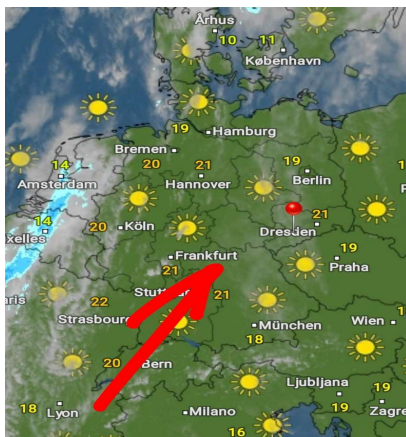 Århus
10
11
København
19
Hamburg
Bremen
20
21
19
14
Amsterdam
Hannover
Berlin
14
20
Köln
21
Dresden
Frankfurt
19
21
Praha
22
21
Strasbourg
Wien
München
18
20
Bern
Ljubljana
19
18
Lyon
Milano
19
16